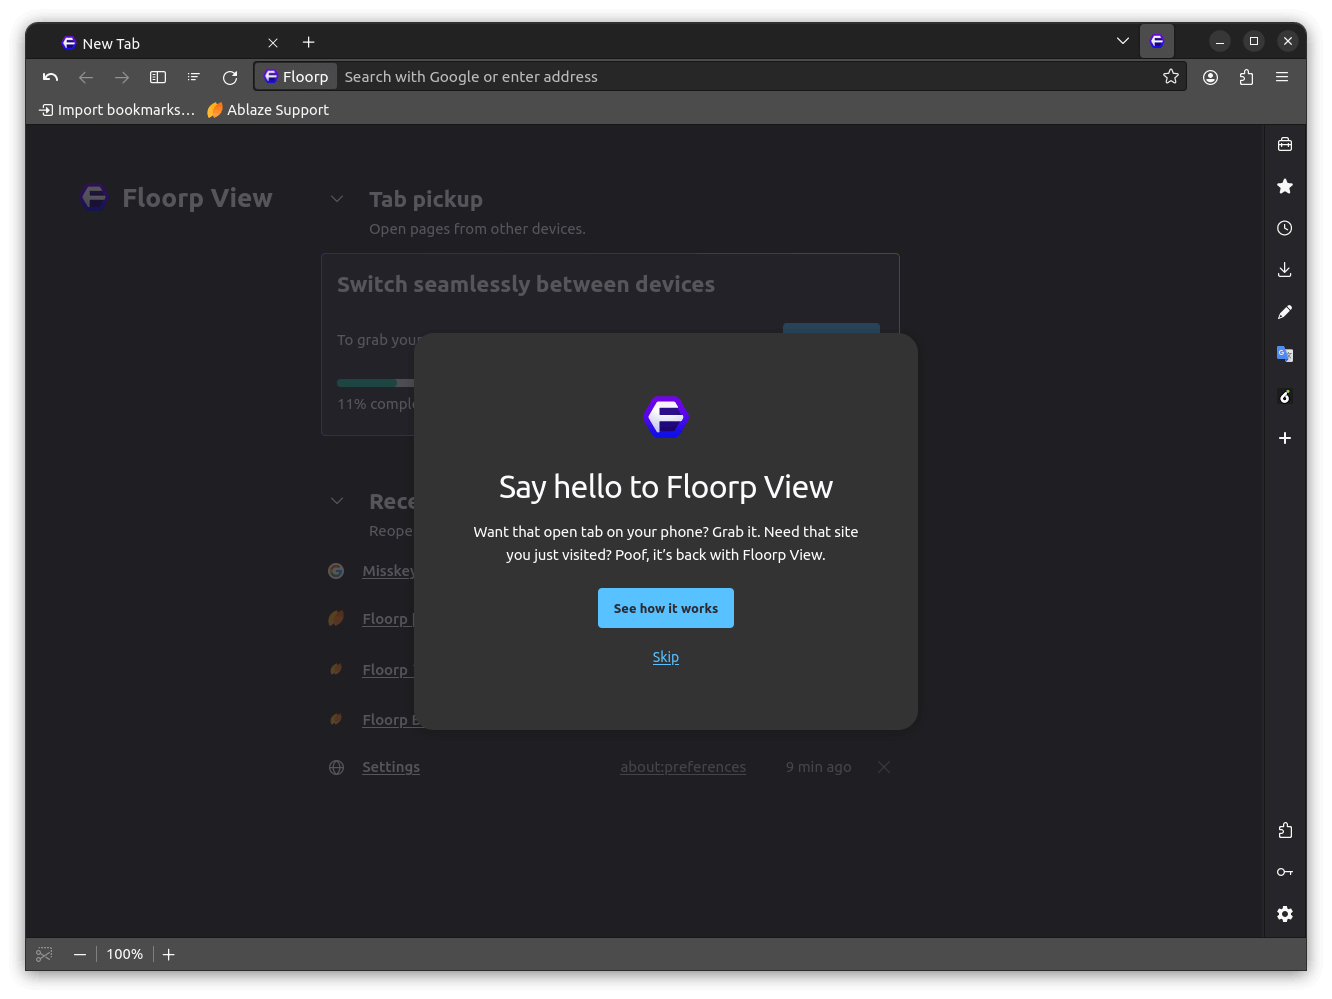 New Tab
Floorp Search with Google or enter address
Import bookmarks… Ablaze Support
Floorp View
Tab pickup
Open pages from other devices.
Switch seamlessly between devices
To grab your
11%
Say hello to Floorp View
Want that open tab on your phone? Grab it. Need that site
you just visited? Poof, it’s back with Floorp View.
See how it works
Skip
Misskey
Floorp
Floorp
Floorp
Settings about:preferences 9 min ago
100%